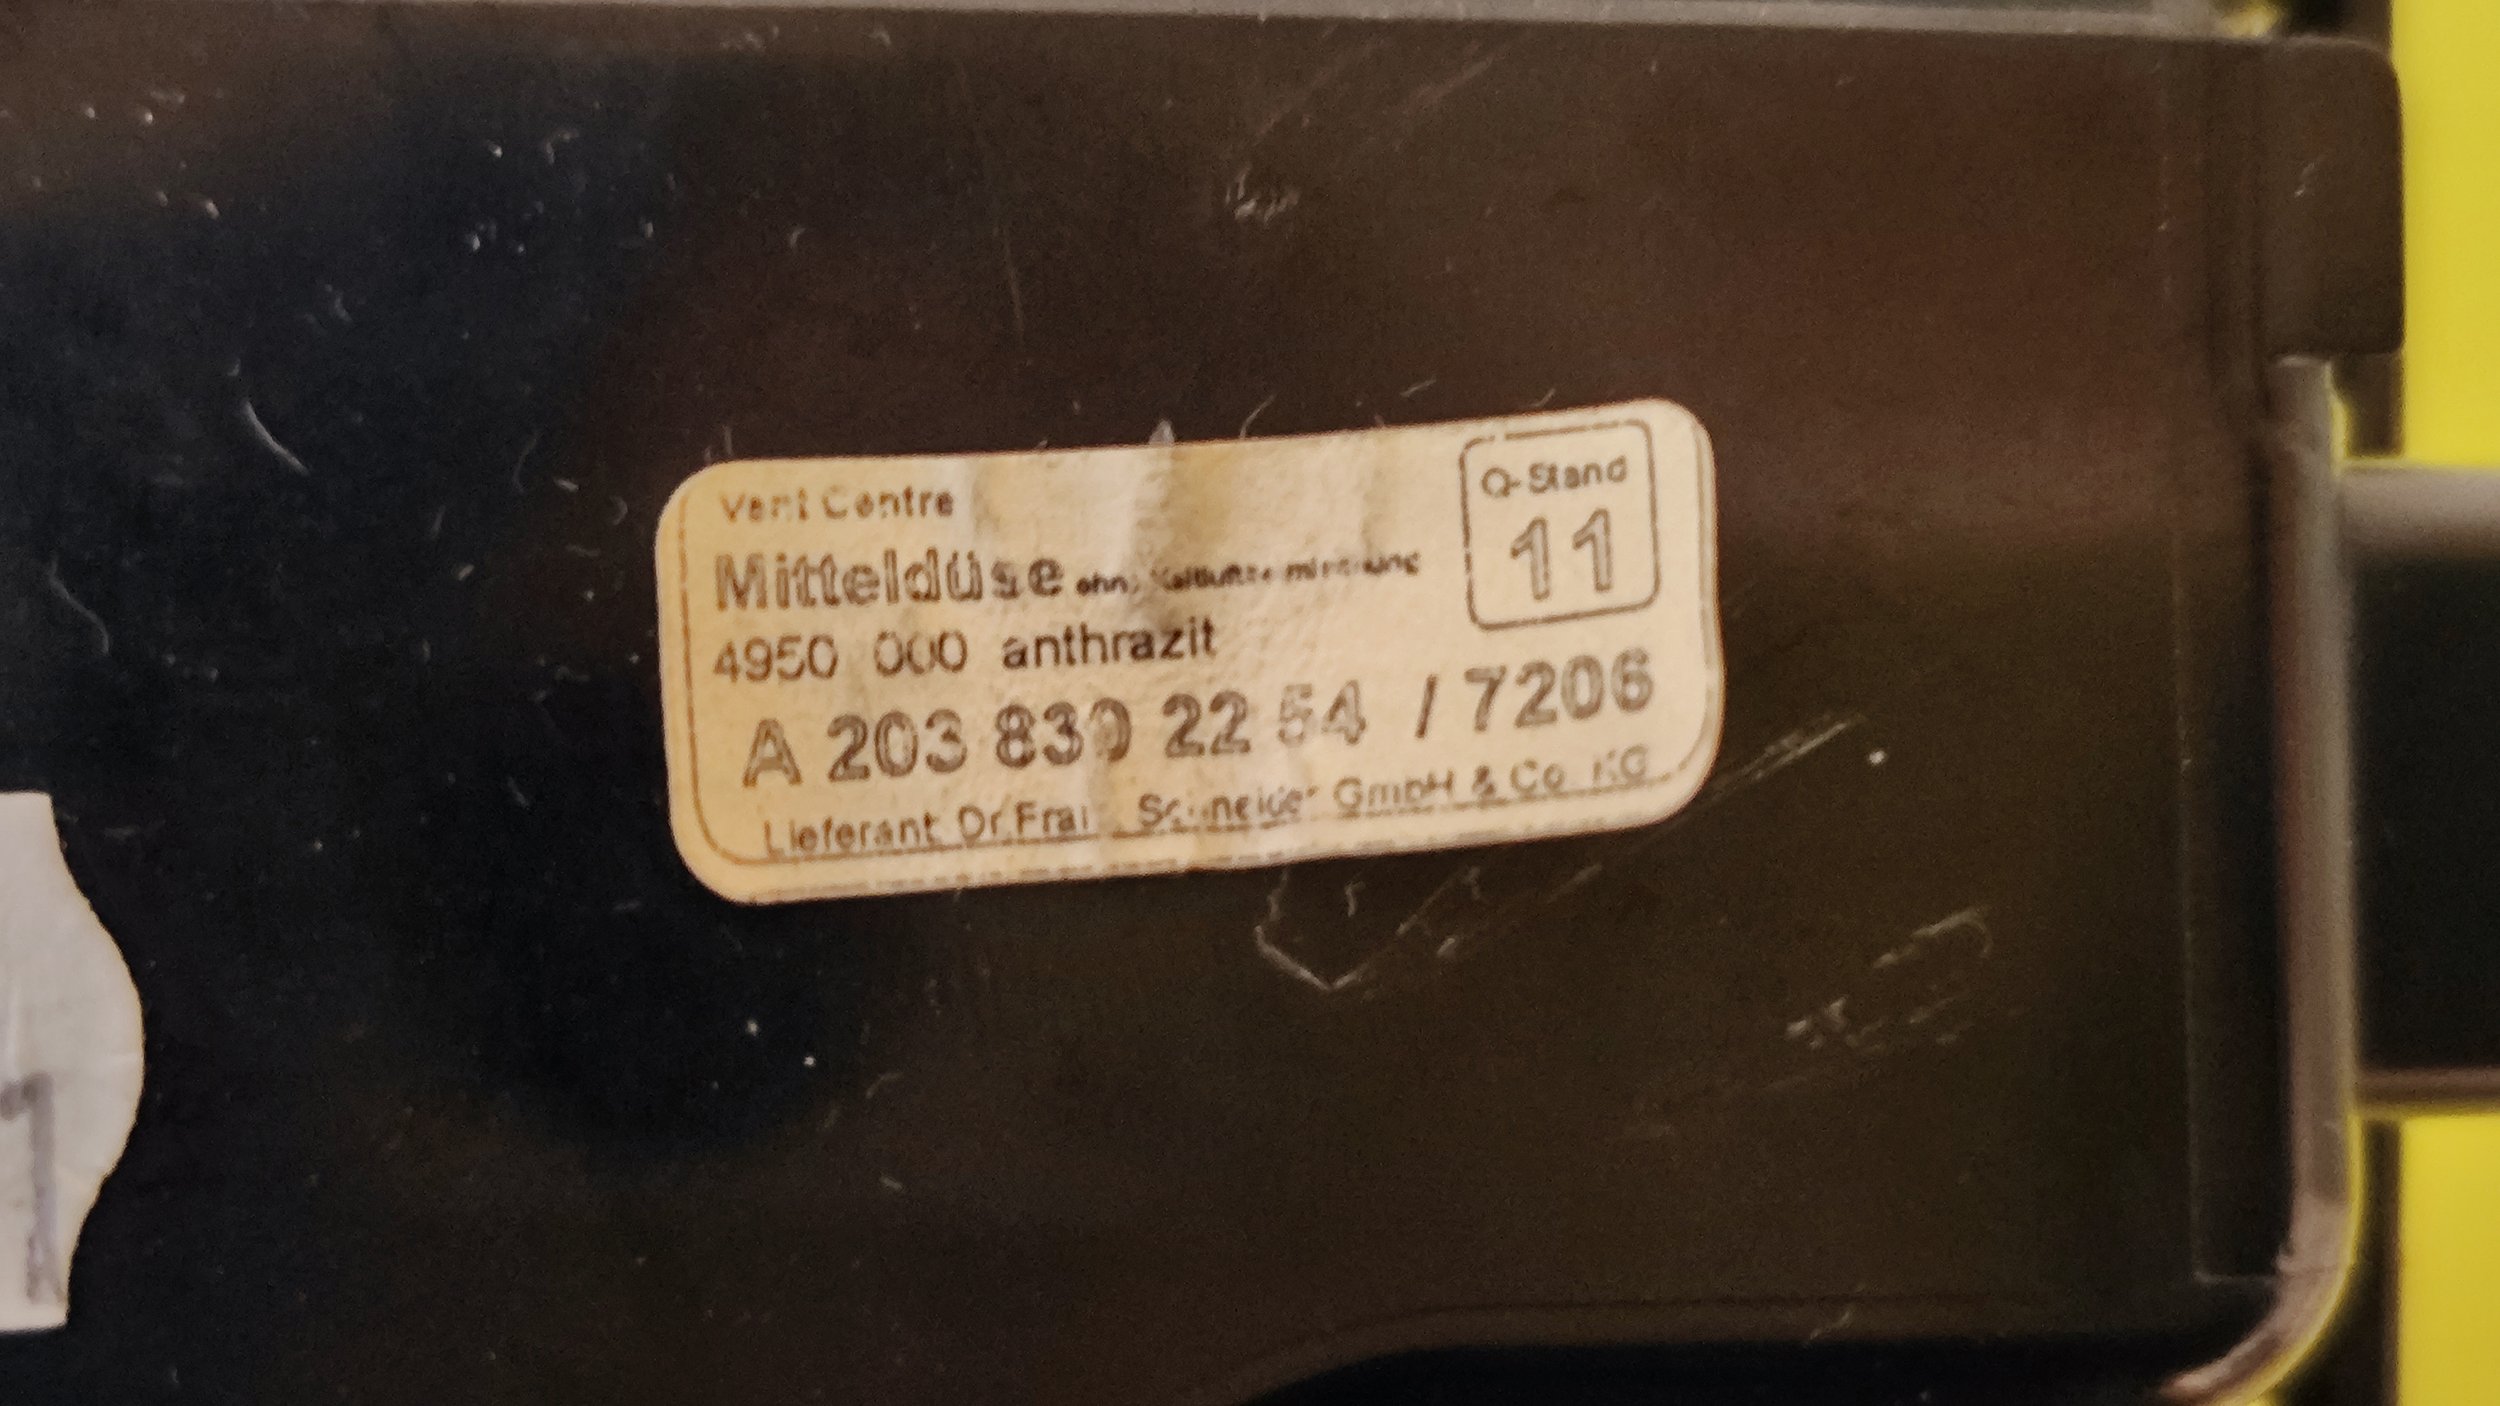 Vent Centre
Q-Stand
11
Mitteldüse
4950 000 anthrazit
A 203 830 22 54 / 7206
Lieferant Dr. Schneider GmbH & Co KG
1